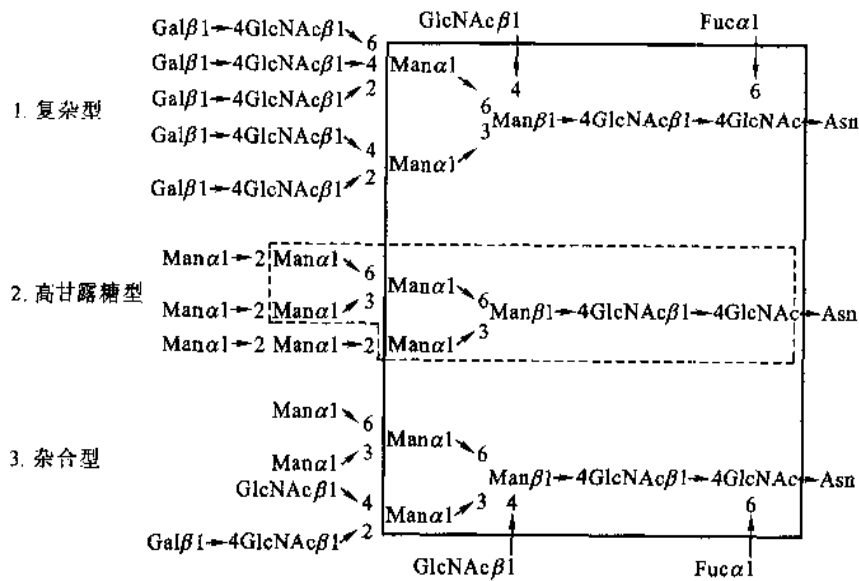 GlcNAcβ1 Fucα1
Galβ1→4GlcNAcβ1 6
Galβ1→4GlcNAcβ1→4 Manα1 4 6
Galβ1→4GlcNAcβ1 2 6
1. 复杂型 Manβ1→4GlcNAcβ1→4GlcNAc→Asn
Galβ1→4GlcNAcβ1 4 3
Manα1
Galβ1→4GlcNAcβ1 2
Manα1→2 Manα1 6
2. 高甘露糖型 Manα1 6
Manα1→2 Manα1 3 Manβ1→4GlcNAcβ1→4GlcNAc→Asn
Manα1→2 Manα1→2 Manα1 3
Manα1 6
Manα1 6
3. 杂合型 Manα1 3
Manβ1→4GlcNAcβ1→4GlcNAc→Asn
GlcNAcβ1 4 3 4 6
Manα1
Galβ1→4GlcNAcβ1 2
GlcNAcβ1 Fucα1